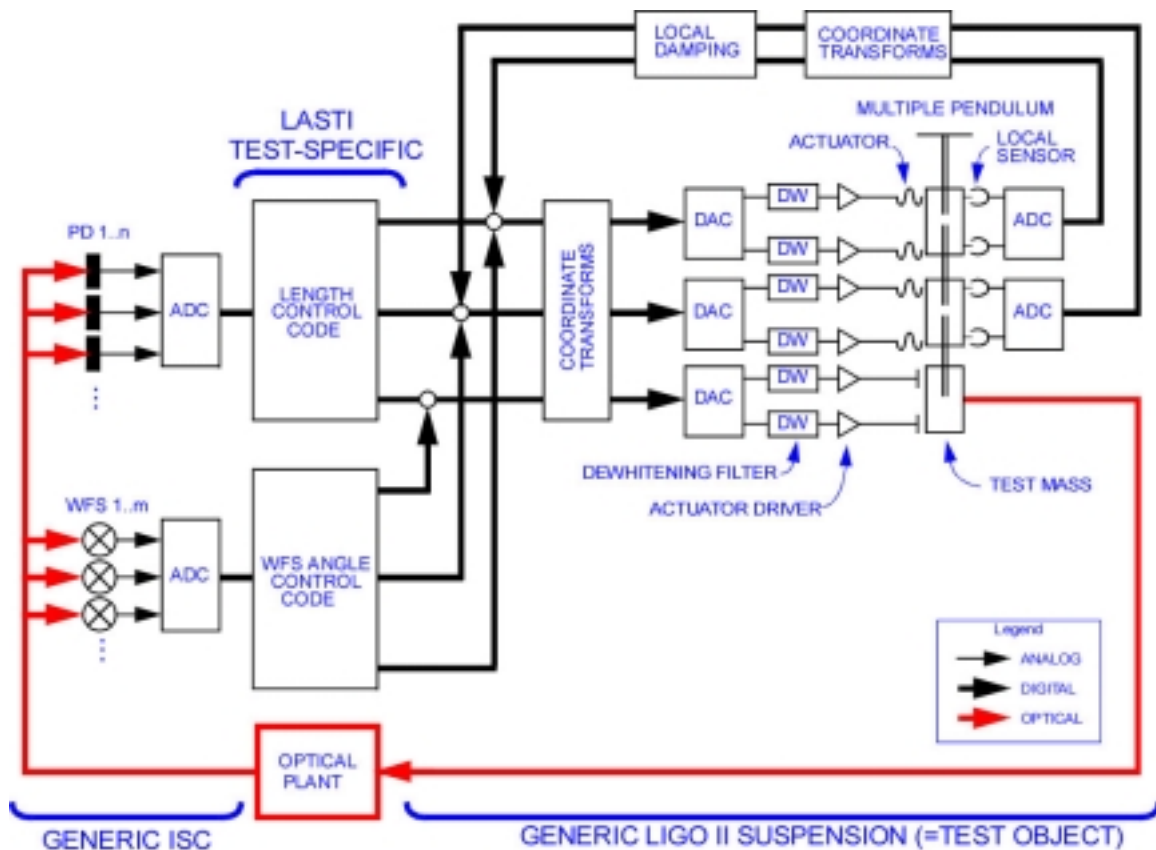 LOCAL
DAMPING
COORDINATE
TRANSFORMS
MULTIPLE PENDULUM
LASTI
TEST-SPECIFIC
ACTUATOR
LOCAL
SENSOR
PD 1..n
ADC
LENGTH
CONTROL
CODE
COORDINATE
TRANSFORMS
DAC
DW
DW
ADC
DAC
DW
DW
ADC
DAC
DW
DW
DEWHITENING FILTER
ACTUATOR DRIVER
TEST MASS
WFS 1..m
ADC
WFS ANGLE
CONTROL
CODE
Legend
ANALOG
DIGITAL
OPTICAL
OPTICAL
PLANT
GENERIC ISC
GENERIC LIGO II SUSPENSION (=TEST OBJECT)